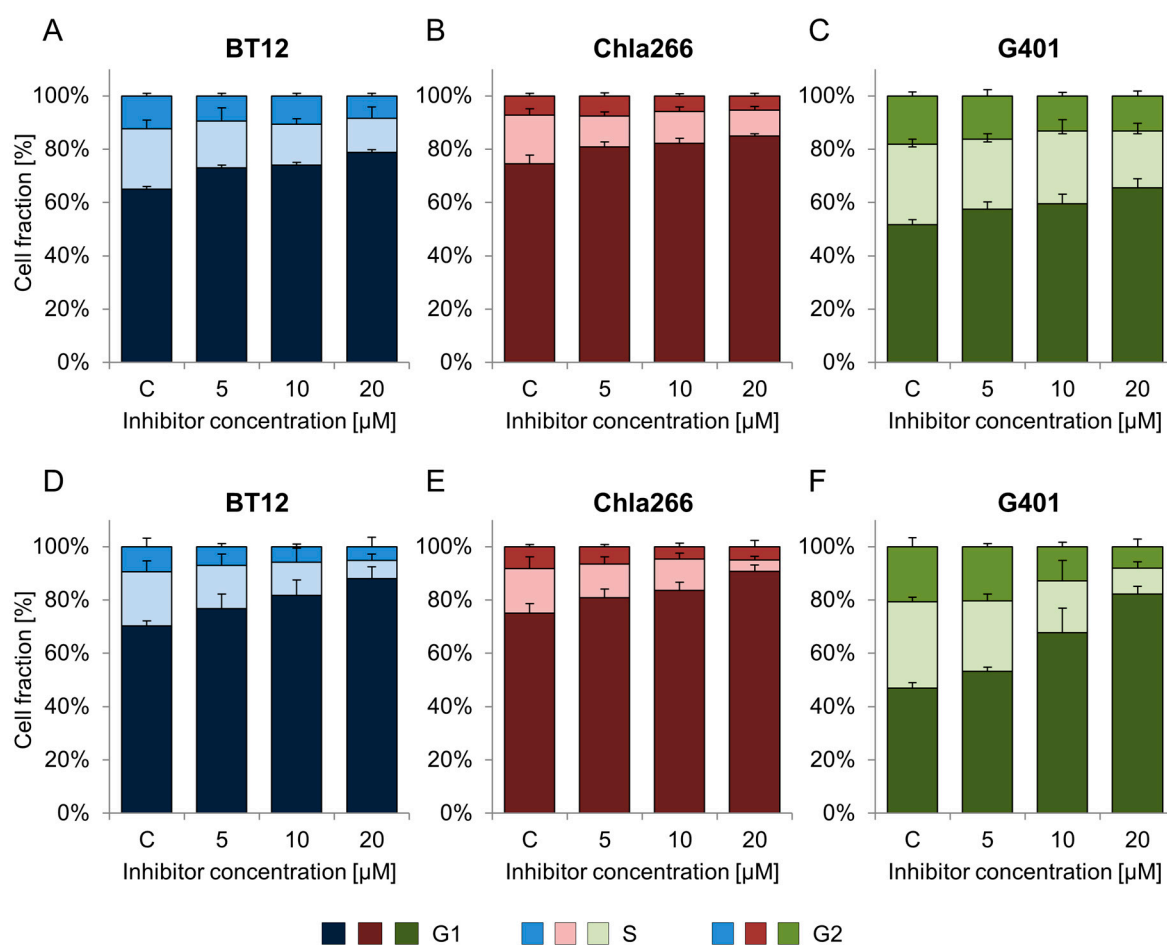 A
BT12
B
Chla266
C
G401
Cell fraction [%]
100%
80%
60%
40%
20%
0%
C 5 10 20
Inhibitor concentration [µM]
100%
80%
60%
40%
20%
0%
C 5 10 20
Inhibitor concentration [µM]
100%
80%
60%
40%
20%
0%
C 5 10 20
Inhibitor concentration [µM]
D
BT12
E
Chla266
F
G401
Cell fraction [%]
100%
80%
60%
40%
20%
0%
C 5 10 20
Inhibitor concentration [µM]
100%
80%
60%
40%
20%
0%
C 5 10 20
Inhibitor concentration [µM]
100%
80%
60%
40%
20%
0%
C 5 10 20
Inhibitor concentration [µM]
G1 S G2